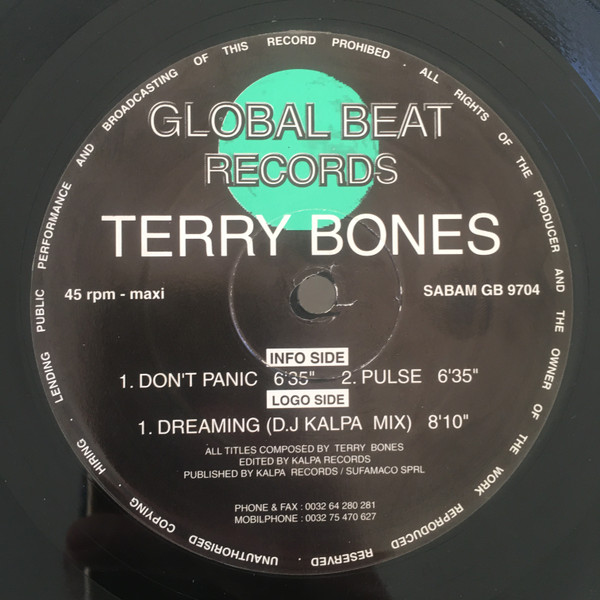 GLOBAL BEAT
RECORDS
TERRY BONES
45 rpm - maxi
SABAM GB 9704
INFO SIDE
1. DON'T PANIC 6'35" 2. PULSE 6'35"
LOGO SIDE
1. DREAMING (D.J KALPA MIX) 8'10"
ALL TITLES COMPOSED BY TERRY BONES
EDITED BY KALPA RECORDS
PUBLISHED BY KALPA RECORDS / SUFAMACO SPRL
PHONE & FAX : 0032 64 280 281
MOBILPHONE : 0032 75 470 627
· ALL RIGHTS OF THE PRODUCER AND THE OWNER OF THE WORK REPRODUCED RESERVED · UNAUTHORISED COPYING · HIRING · LENDING PUBLIC PERFORMANCE AND BROADCASTING OF THIS RECORD PROHIBED